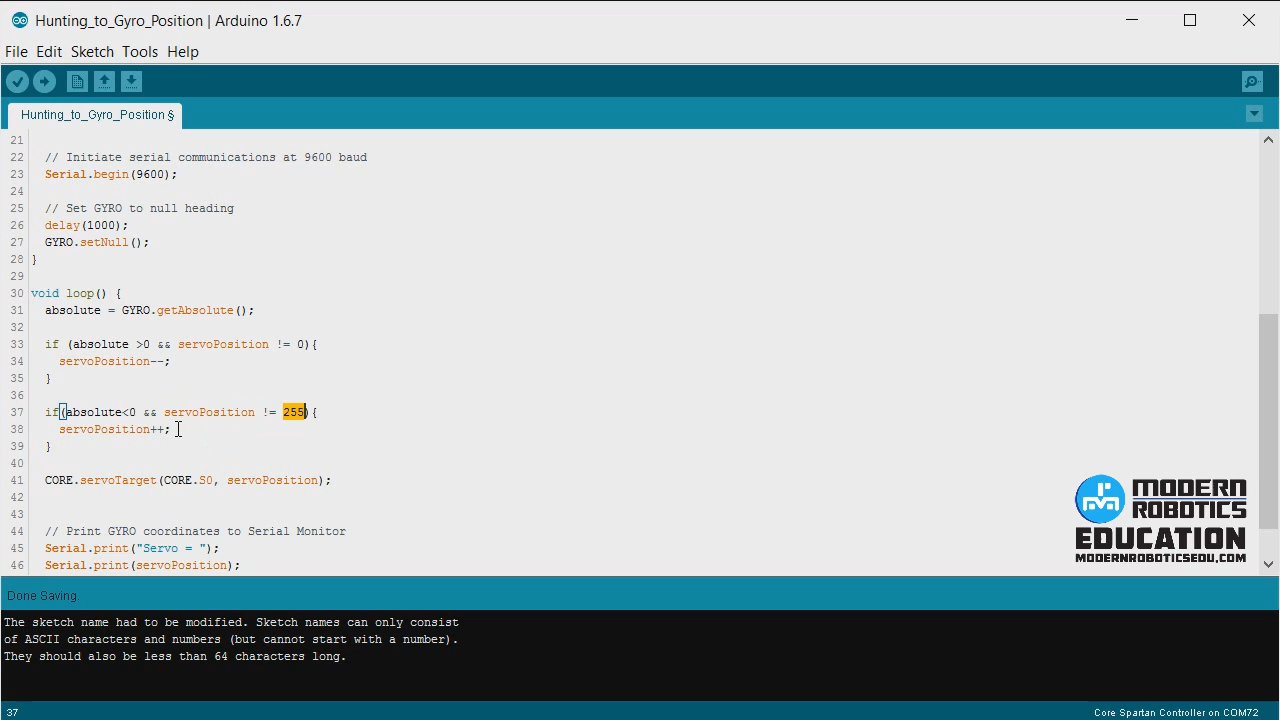 Hunting_to_Gyro_Position | Arduino 1.6.7
File Edit Sketch Tools Help
Hunting_to_Gyro_Position §
21
22 // Initiate serial communications at 9600 baud
23 Serial.begin(9600);
24
25 // Set GYRO to null heading
26 delay(1000);
27 GYRO.setNull();
28 }
29
30 void loop() {
31 absolute = GYRO.getAbsolute();
32
33 if (absolute >0 && servoPosition != 0){
34 servoPosition--;
35 }
36
37 if(absolute<0 && servoPosition != 255){
38 servoPosition++;
39 }
40
41 CORE.servoTarget(CORE.S0, servoPosition);
42
43
44 // Print GYRO coordinates to Serial Monitor
45 Serial.print("Servo = ");
46 Serial.print(servoPosition);
MODERN
ROBOTICS
EDUCATION
MODERNROBOTICSEDU.COM
Done Saving.
The sketch name had to be modified. Sketch names can only consist
of ASCII characters and numbers (but cannot start with a number).
They should also be less than 64 characters long.
37
Core Spartan Controller on COM72